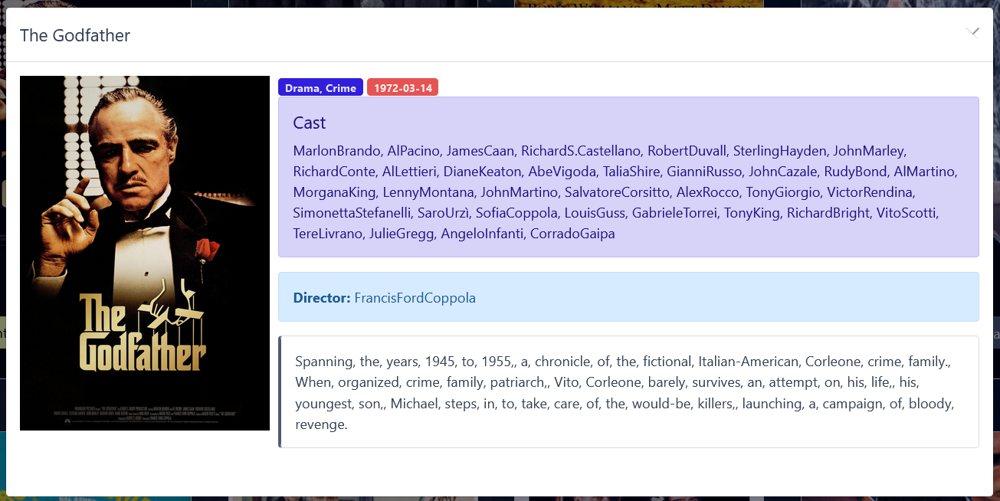 The Godfather
Drama, Crime 1972-03-14
Cast
MarlonBrando, AlPacino, JamesCaan, RichardS.Castellano, RobertDuvall, SterlingHayden, JohnMarley,
RichardConte, AlLettieri, DianeKeaton, AbeVigoda, TaliaShire, GianniRusso, JohnCazale, RudyBond, AlMartino,
MorganaKing, LennyMontana, JohnMartino, SalvatoreCorsitto, AlexRocco, TonyGiorgio, VictorRendina,
SimonettaStefanelli, SaroUrzì, SofiaCoppola, LouisGuss, GabrieleTorrei, TonyKing, RichardBright, VitoScotti,
TereLivrano, JulieGregg, AngeloInfanti, CorradoGaipa
Director: FrancisFordCoppola
Spanning, the, years, 1945, to, 1955,, a, chronicle, of, the, fictional, Italian-American, Corleone, crime, family.,
When, organized, crime, family, patriarch,, Vito, Corleone, barely, survives, an, attempt, on, his, life,, his,
youngest, son,, Michael, steps, in, to, take, care, of, the, would-be, killers,, launching, a, campaign, of, bloody,
revenge.
The
Godfather